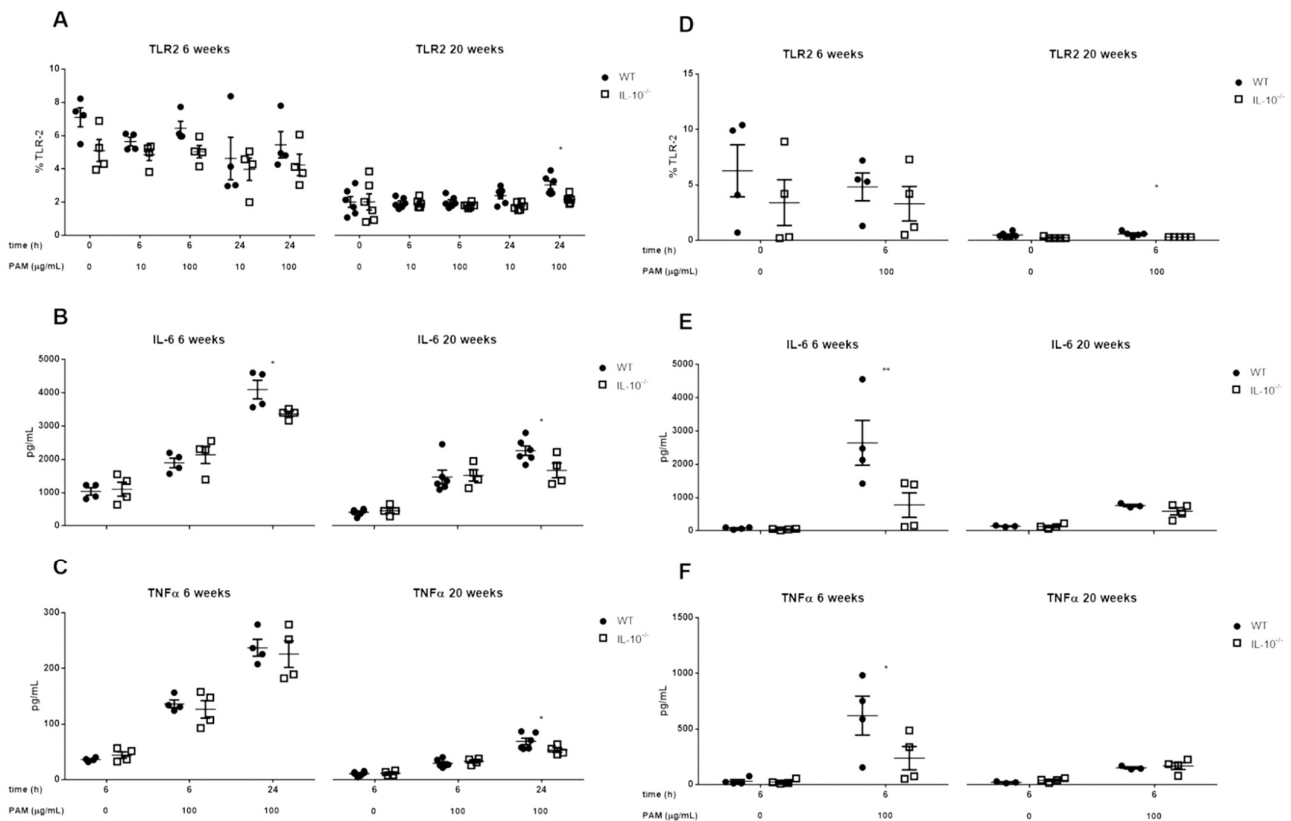 A
TLR2 6 weeks
TLR2 20 weeks
WT
IL-10-/-
% TLR-2
10
8
6
4
2
0
*
time (h)
0 6 6 24 24
0 6 6 24 24
PAM (μg/mL)
0 10 100 10 100
0 10 100 10 100
B
IL-6 6 weeks
IL-6 20 weeks
WT
IL-10-/-
pg/mL
5000
4000
3000
2000
1000
0
*
*
C
TNFα 6 weeks
TNFα 20 weeks
WT
IL-10-/-
pg/mL
300
200
100
0
*
time (h)
6 6 24
6 6 24
PAM (μg/mL)
0 100 100
0 100 100
D
TLR2 6 weeks
TLR2 20 weeks
WT
IL-10-/-
% TLR-2
15
10
5
0
*
time (h)
0 6
0 6
PAM (μg/mL)
0 100
0 100
E
IL-6 6 weeks
IL-6 20 weeks
WT
IL-10-/-
pg/mL
5000
4000
3000
2000
1000
0
**
F
TNFα 6 weeks
TNFα 20 weeks
WT
IL-10-/-
pg/mL
1500
1000
500
0
*
time (h)
6 6
6 6
PAM (μg/mL)
0 100
0 100